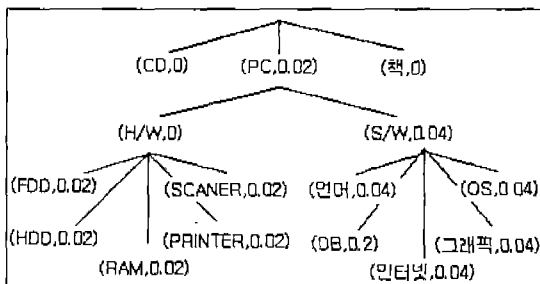 (CD,0) (PC,0.02) (책,0)
(H/W,0) (S/W,0.04)
(FDD,0.02) (SCANER,0.02) (언어,0.04) (OS,0.04)
(HDD,0.02) (PRINTER,0.02) (DB,0.2) (그래픽,0.04)
(RAM,0.02) (인터넷,0.04)